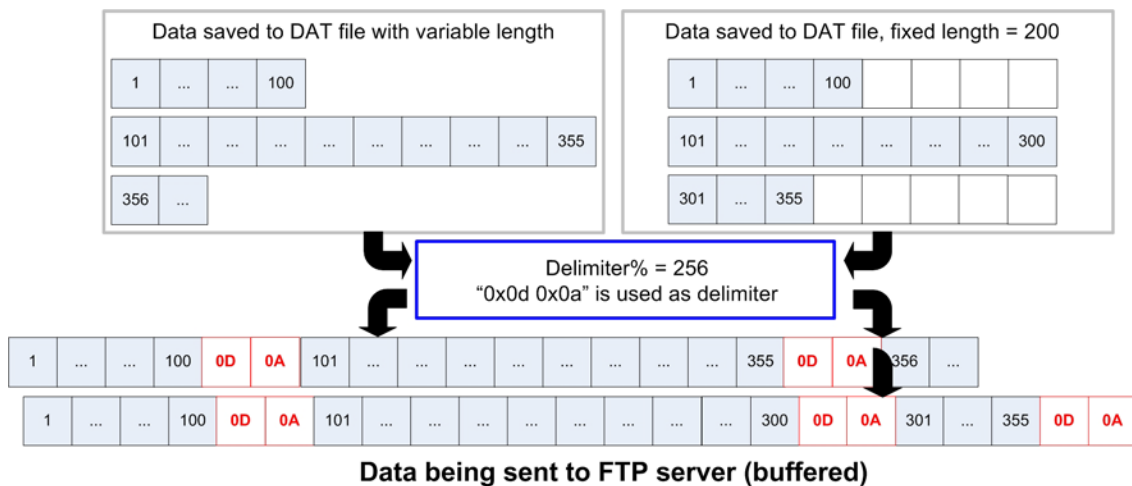 Data saved to DAT file with variable length
1 ... ... 100
101 ... ... ... ... ... ... ... ... 355
356 ...
Data saved to DAT file, fixed length = 200
1 ... ... 100
101 ... ... ... ... ... ... 300
301 ... 355
Delimiter% = 256
“0x0d 0x0a” is used as delimiter
1 ... ... 100 0D 0A 101 ... ... ... ... ... ... ... ... 355 0D 0A 356 ...
1 ... ... 100 0D 0A 101 ... ... ... ... ... ... ... ... 300 0D 0A 301 ... 355 0D 0A
Data being sent to FTP server (buffered)